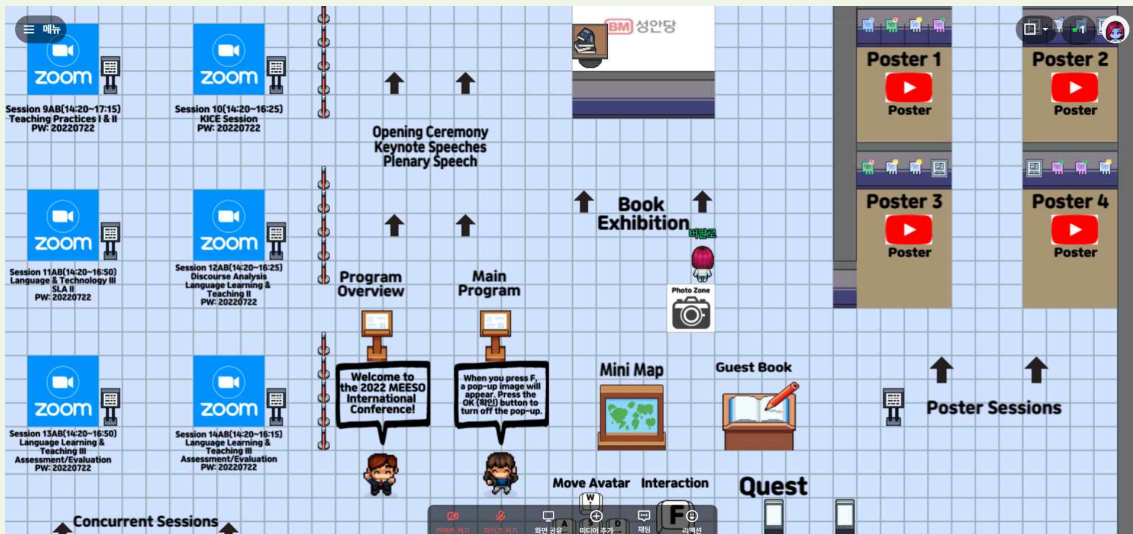 메뉴
zoom
Session 9AB(14:20~17:15)
Teaching Practices I & II
PW: 20220722
zoom
Session 10(14:20~16:25)
KICE Session
PW: 20220722
Opening Ceremony
Keynote Speeches
Plenary Speech
BM 성안당
1
Poster 1
Poster
Poster 2
Poster
zoom
Session 11AB(14:20~16:50)
Language & Technology III
SLA II
PW: 20220722
zoom
Session 12AB(14:20~16:25)
Discourse Analysis
Language Learning &
Teaching II
PW: 20220722
Book
Exhibition
Photo Zone
Poster 3
Poster
Poster 4
Poster
Program
Overview
Main
Program
Welcome to
the 2022 MEESO
International
Conference!
When you press F,
a pop-up image will
appear. Press the
OK (확인) button to
turn off the pop-up.
Mini Map
Guest Book
Poster Sessions
zoom
Session 13AB(14:20~16:50)
Language Learning &
Teaching III
Assessment/Evaluation
PW: 20220722
zoom
Session 14AB(14:20~16:15)
Language Learning &
Teaching III
Assessment/Evaluation
PW: 20220722
Concurrent Sessions
Move Avatar
Interaction
Quest
W
A
D
F
화면 공유
미디어 추가
채팅
리액션